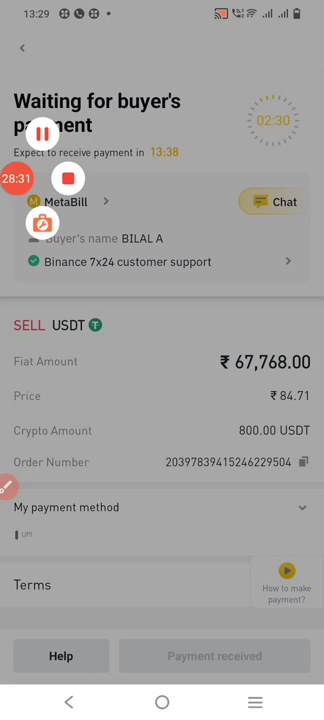 13:29
Waiting for buyer's
payment
02:30
Expect to receive payment in 13:38
28:31
M MetaBill
Chat
Buyer's name BILAL A
Binance 7x24 customer support
SELL USDT T
Fiat Amount ₹ 67,768.00
Price ₹ 84.71
Crypto Amount 800.00 USDT
Order Number 20397839415246229504
My payment method
UPI
Terms
How to make
payment?
Help
Payment received